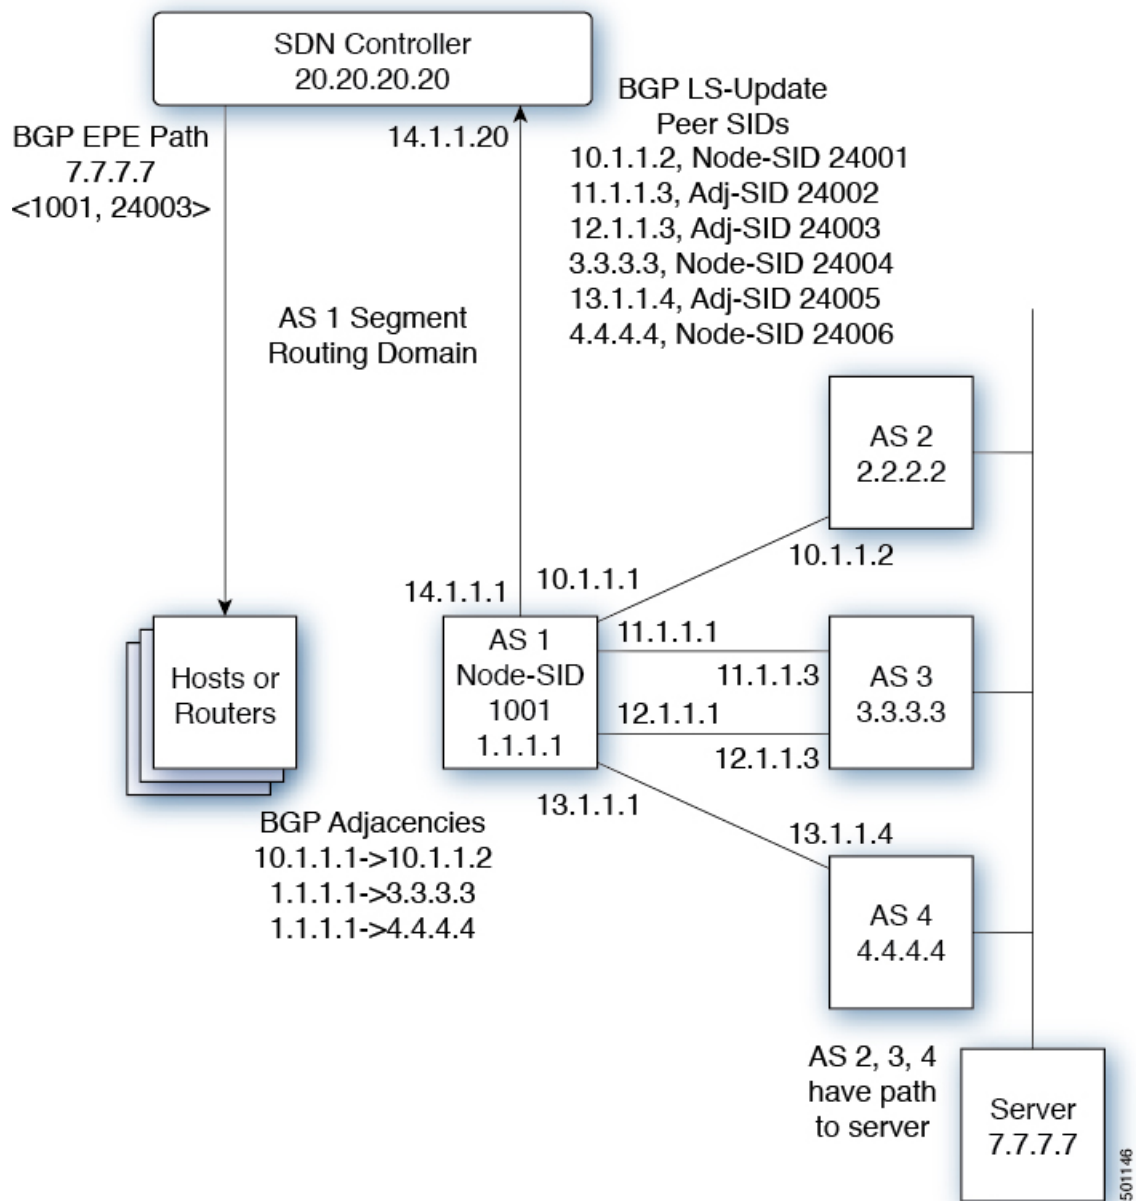 SDN Controller
20.20.20.20
BGP EPE Path
7.7.7.7
<1001, 24003>
14.1.1.20
BGP LS-Update
Peer SIDs
10.1.1.2, Node-SID 24001
11.1.1.3, Adj-SID 24002
12.1.1.3, Adj-SID 24003
3.3.3.3, Node-SID 24004
13.1.1.4, Adj-SID 24005
4.4.4.4, Node-SID 24006
AS 1 Segment
Routing Domain
AS 2
2.2.2.2
10.1.1.2
10.1.1.1
14.1.1.1
Hosts or
Routers
AS 1
Node-SID
1001
1.1.1.1
11.1.1.1
11.1.1.3
12.1.1.1
12.1.1.3
AS 3
3.3.3.3
13.1.1.1
13.1.1.4
BGP Adjacencies
10.1.1.1->10.1.1.2
1.1.1.1->3.3.3.3
1.1.1.1->4.4.4.4
AS 4
4.4.4.4
AS 2, 3, 4
have path
to server
Server
7.7.7.7
501146